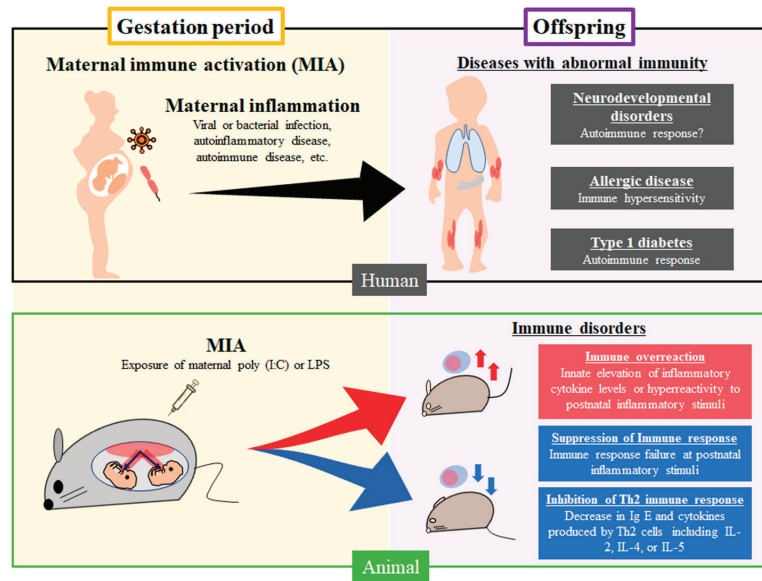 Gestation period
Offspring
Maternal immune activation (MIA)
Maternal inflammation
Viral or bacterial infection,
autoinflammatory disease,
autoimmune disease, etc.
Diseases with abnormal immunity
Neurodevelopmental
disorders
Autoimmune response?
Allergic disease
Immune hypersensitivity
Type 1 diabetes
Autoimmune response
Human
MIA
Exposure of maternal poly (I:C) or LPS
Immune disorders
Immune overreaction
Innate elevation of inflammatory
cytokine levels or hyperreactivity to
postnatal inflammatory stimuli
Suppression of Immune response
Immune response failure at postnatal
inflammatory stimuli
Inhibition of Th2 immune response
Decrease in Ig E and cytokines
produced by Th2 cells including IL-
2, IL-4, or IL-5
Animal